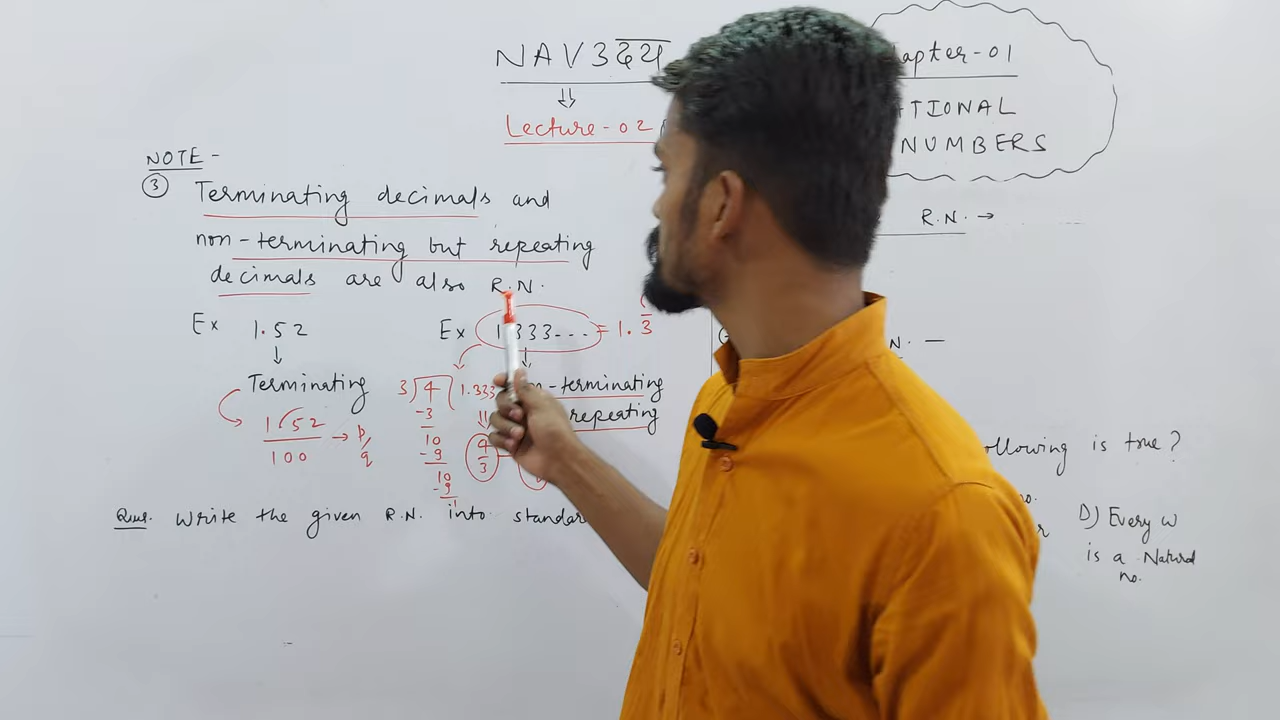 NAV3
Lecture-02
apter-01
TIONAL
NUMBERS
NOTE -
③ Terminating decimals and
non-terminating but repeating
decimals are also R.N.
R.N. →
Ex 1.52
Ex 1.333--- = 1.3̅
↓
Terminating
-terminating
repeating
152
100
→ p/q
3 4 1.333
-3
10
-9
10
-9
1
4
3
N. —
Ques. Write the given R.N. into standar
ollowing is true?
no.
D) Every w
is a Natural
no.